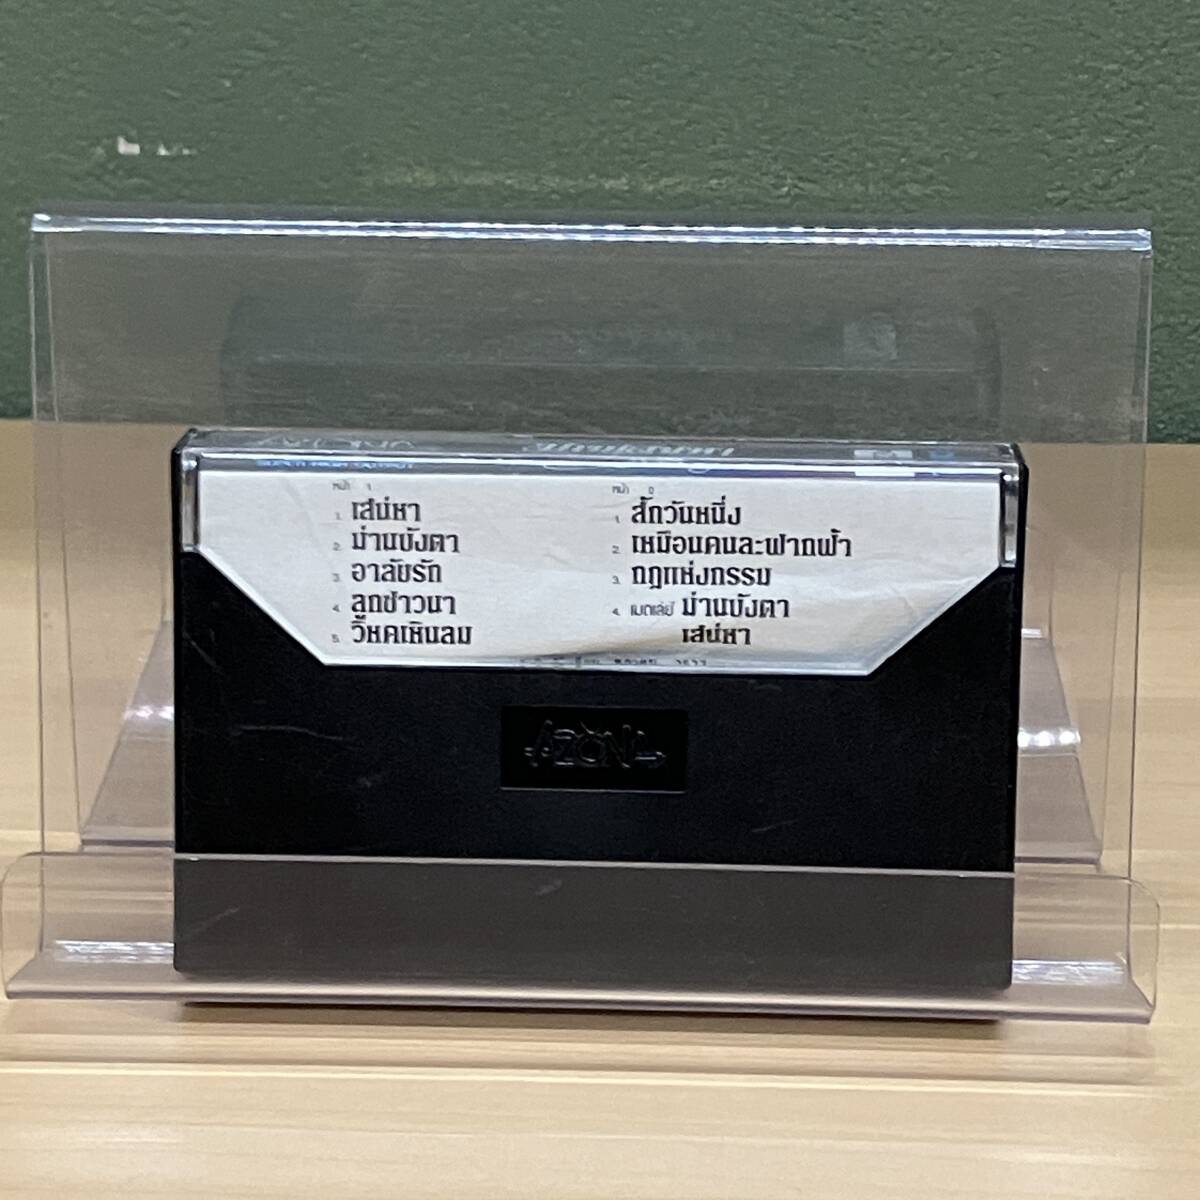 SUPER HIGH OUTPUT
หน้า 1
1. เสน่หา
2. ม่านบังตา
3. อาลัยรัก
4. ลูกชาวนา
5. วิหคเหินลม
หน้า 2
1. สักวันหนึ่ง
2. เหมือนคนละฟากฟ้า
3. กฎแห่งกรรม
4. เมดเล่ย์ ม่านบังตา
เสน่หา
AZONA